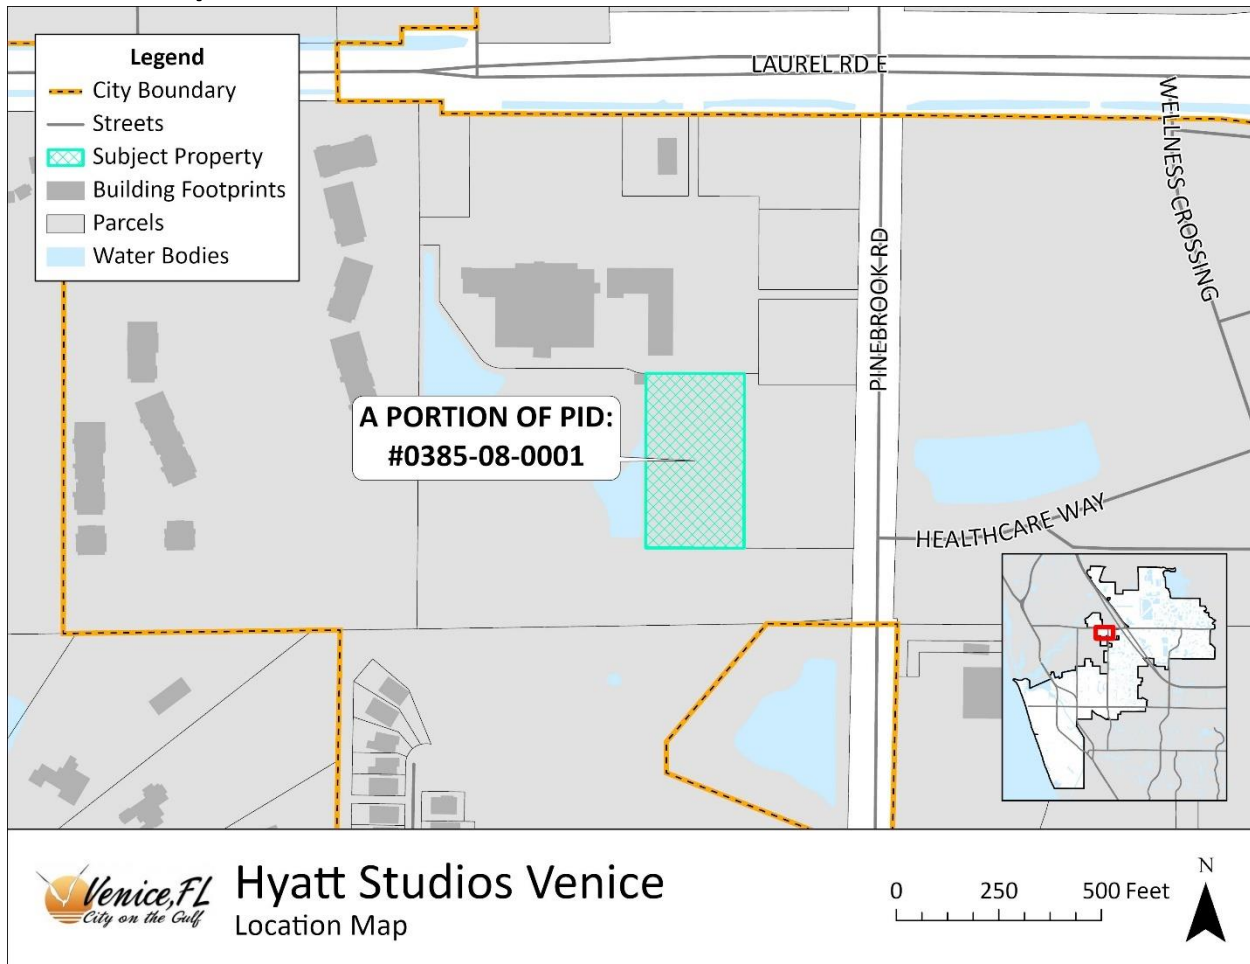 Legend
City Boundary
Streets
Subject Property
Building Footprints
Parcels
Water Bodies
LAUREL RD E
WELLNESS CROSSING
PINEBROOK RD
A PORTION OF PID:
#0385-08-0001
HEALTHCARE WAY
Venice, FL
City on the Gulf
Hyatt Studios Venice
Location Map
0 250 500 Feet
N